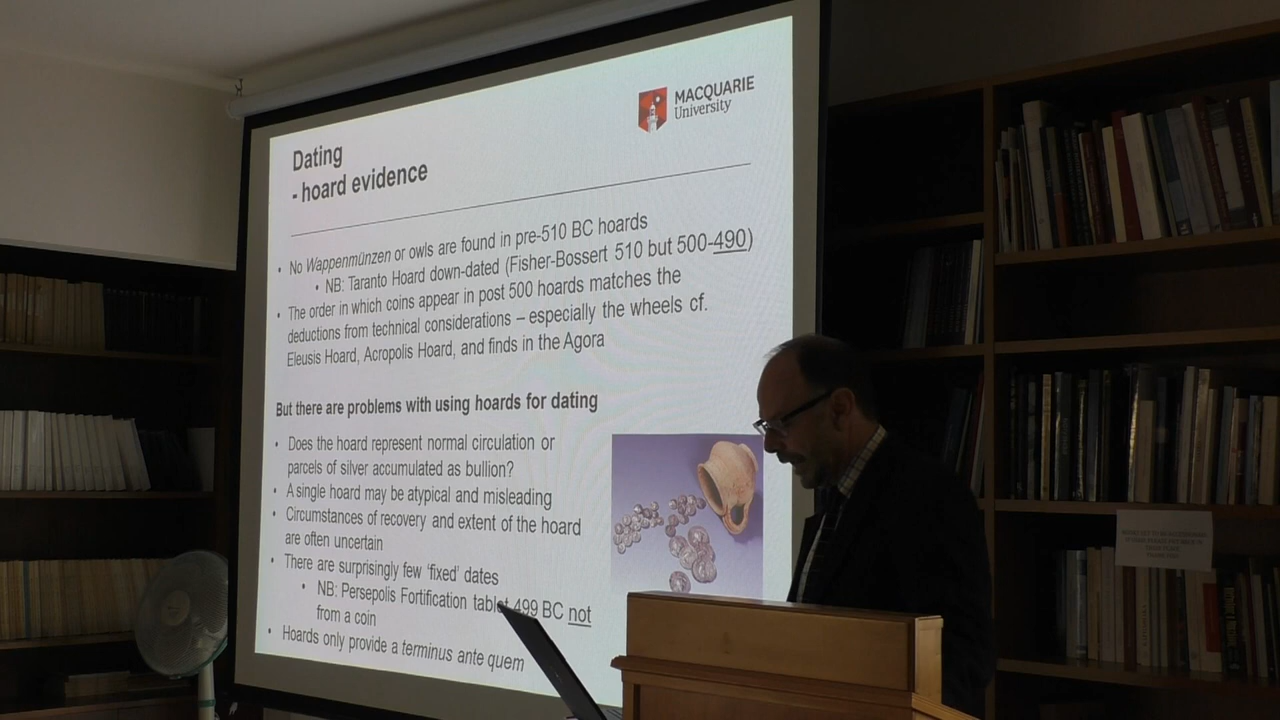 MACQUARIE
University
Dating
- hoard evidence
• No Wappenmünzen or owls are found in pre-510 BC hoards
• NB: Taranto Hoard down-dated (Fisher-Bossert 510 but 500-490)
• The order in which coins appear in post 500 hoards matches the
deductions from technical considerations – especially the wheels cf.
Eleusis Hoard, Acropolis Hoard, and finds in the Agora
But there are problems with using hoards for dating
• Does the hoard represent normal circulation or
parcels of silver accumulated as bullion?
• A single hoard may be atypical and misleading
• Circumstances of recovery and extent of the hoard
are often uncertain
• There are surprisingly few 'fixed' dates
• NB: Persepolis Fortification tablet 499 BC not
from a coin
• Hoards only provide a terminus ante quem